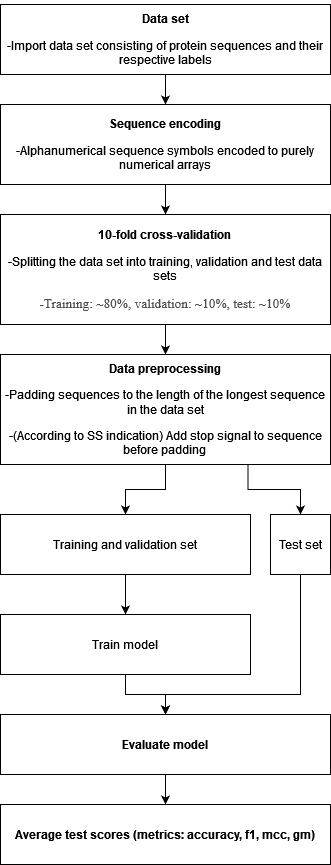 Data set
-Import data set consisting of protein sequences and their
respective labels
Sequence encoding
-Alphanumerical sequence symbols encoded to purely
numerical arrays
10-fold cross-validation
-Splitting the data set into training, validation and test data
sets
-Training: ~80%, validation: ~10%, test: ~10%
Data preprocessing
-Padding sequences to the length of the longest sequence
in the data set
-(According to SS indication) Add stop signal to sequence
before padding
Training and validation set
Test set
Train model
Evaluate model
Average test scores (metrics: accuracy, f1, mcc, gm)